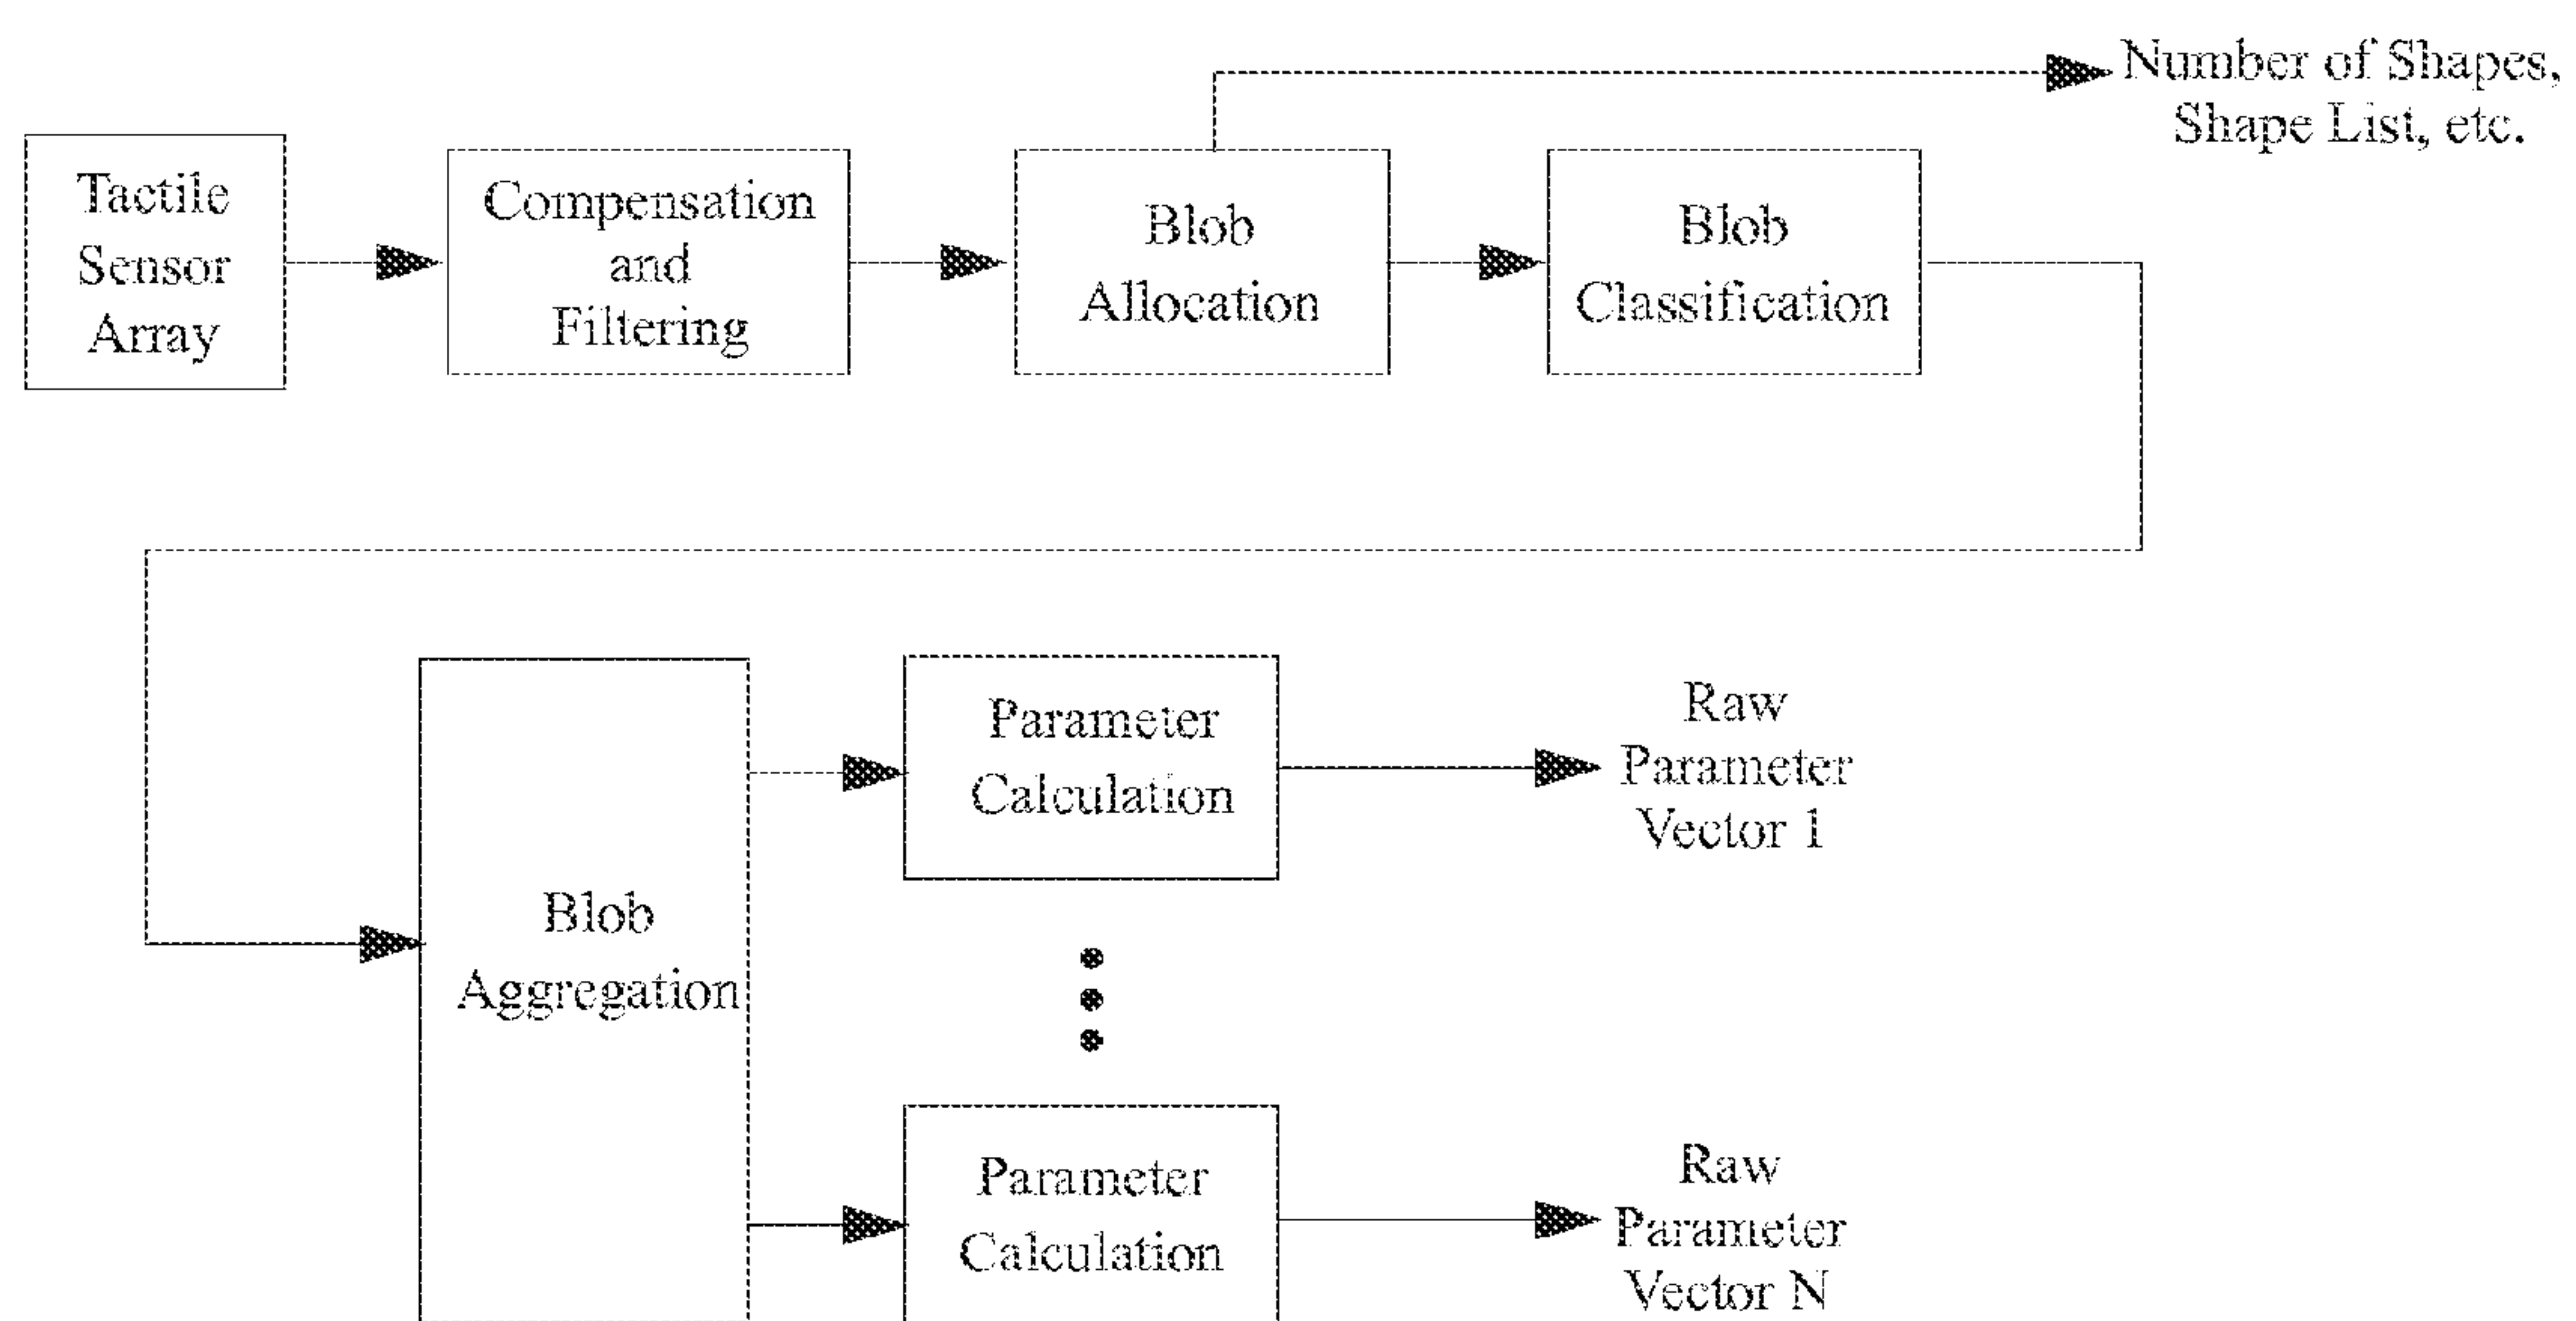 Number of Shapes,
Shape List, etc.
Tactile
Sensor
Array
Compensation
and
Filtering
Blob
Allocation
Blob
Classification
Blob
Aggregation
Parameter
Calculation
Raw
Parameter
Vector 1
Parameter
Calculation
Raw
Parameter
Vector N